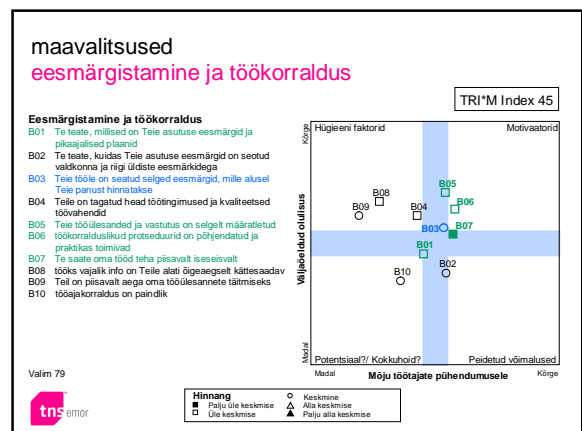 maavalitsused
eesmärgistamine ja töökorraldus
TRI*M Index 45
Eesmärgistamine ja töökorraldus
B01 Te teate, millised on Teie asutuse eesmärgid ja
pikaajalised plaanid
B02 Te teate, kuidas Teie asutuse eesmärgid on seotud
valdkonna ja riigi üldiste eesmärkidega
B03 Teie tööle on seatud selged eesmärgid, mille alusel
Teie panust hinnatakse
B04 Teile on tagatud head töötingimused ja kvaliteetsed
töövahendid
B05 Teie tööülesanded ja vastutus on selgelt määratletud
B06 töökorralduslikud protseduurid on põhjendatud ja
praktikas toimivad
B07 Te saate oma tööd teha piisavalt iseseisvalt
B08 tööks vajalik info on Teile alati õigeaegselt kättesaadav
B09 Teil on piisavalt aega oma tööülesannete täitmiseks
B10 tööajakorraldus on paindlik
Valim 79
Kõrge
Väljaöeldud olulisus
Madal
Hügieeni faktorid
Motivaatorid
B05
B08
B06
B09
B04
B03
B07
B01
B10
B02
Potentsiaal?/ Kokkuhoid?
Peidetud võimalused
Madal
Mõju töötajate pühendumusele
Kõrge
Hinnang
Palju üle keskmise
Üle keskmise
Keskmine
Alla keskmise
Palju alla keskmise
tns emor